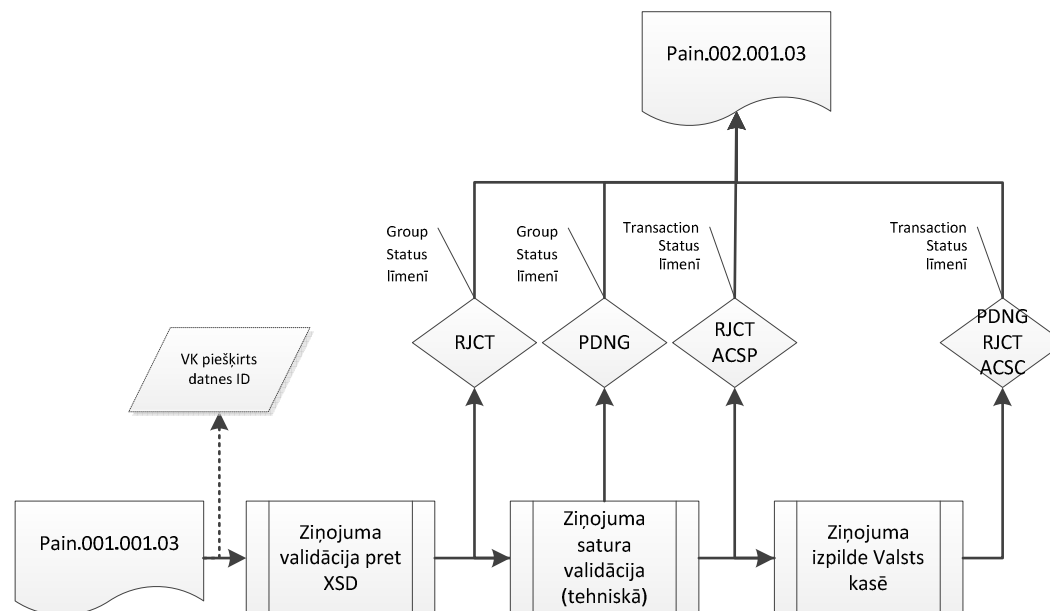 Pain.002.001.03
Group
Status
līmenī
Group
Status
līmenī
Transaction
Status
līmenī
Transaction
Status
līmenī
RJCT
PDNG
RJCT
ACSP
PDNG
RJCT
ACSC
VK piešķirts
datnes ID
Pain.001.001.03
Ziņojuma
validācija pret
XSD
Ziņojuma
satura
validācija
(tehniskā)
Ziņojuma
izpilde Valsts
kasē